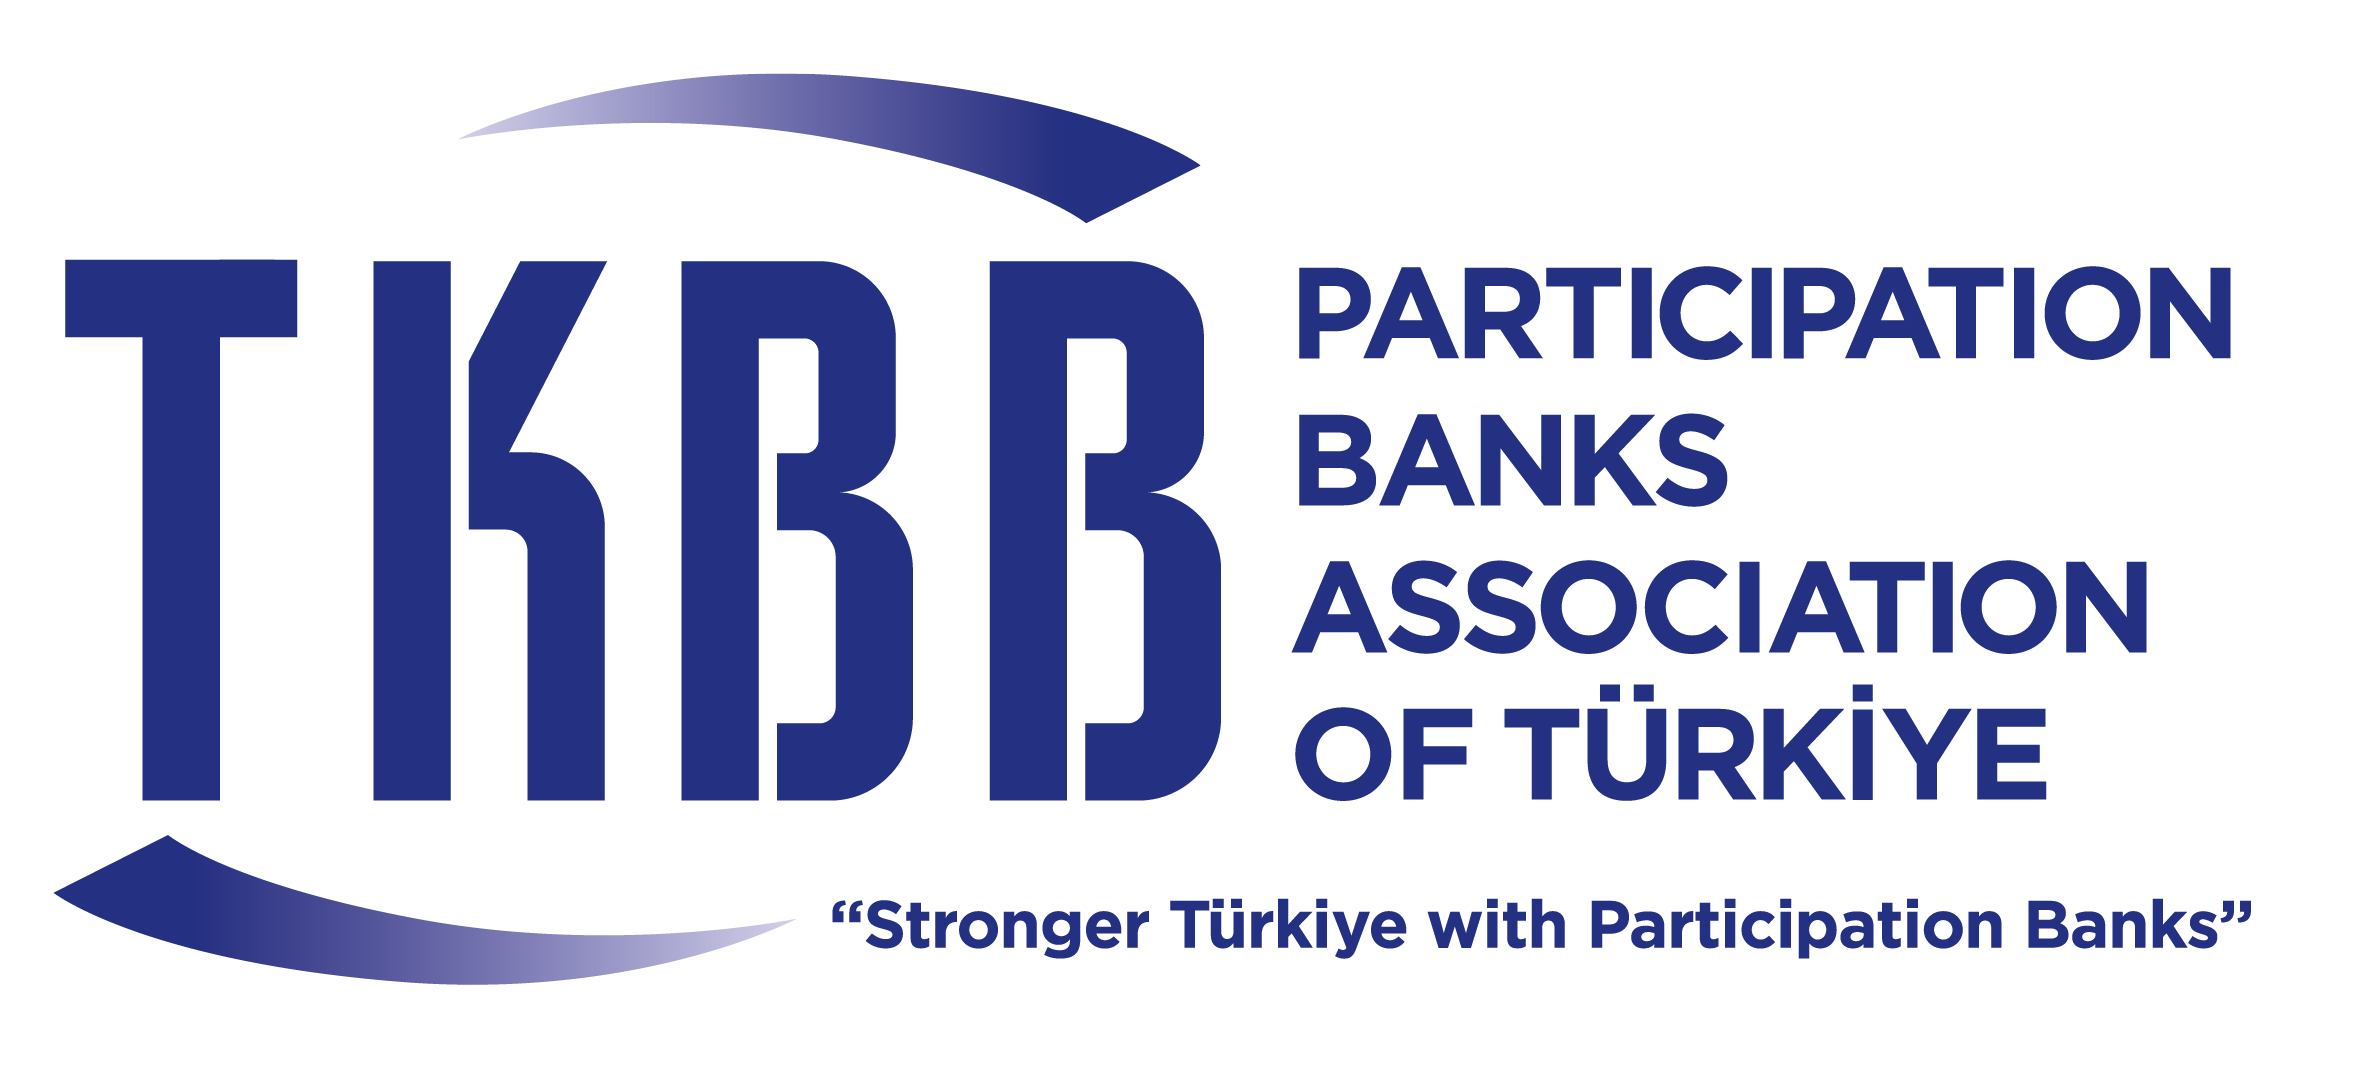 TKBB
PARTICIPATION
BANKS
ASSOCIATION
OF TÜRKİYE
“Stronger Türkiye with Participation Banks”